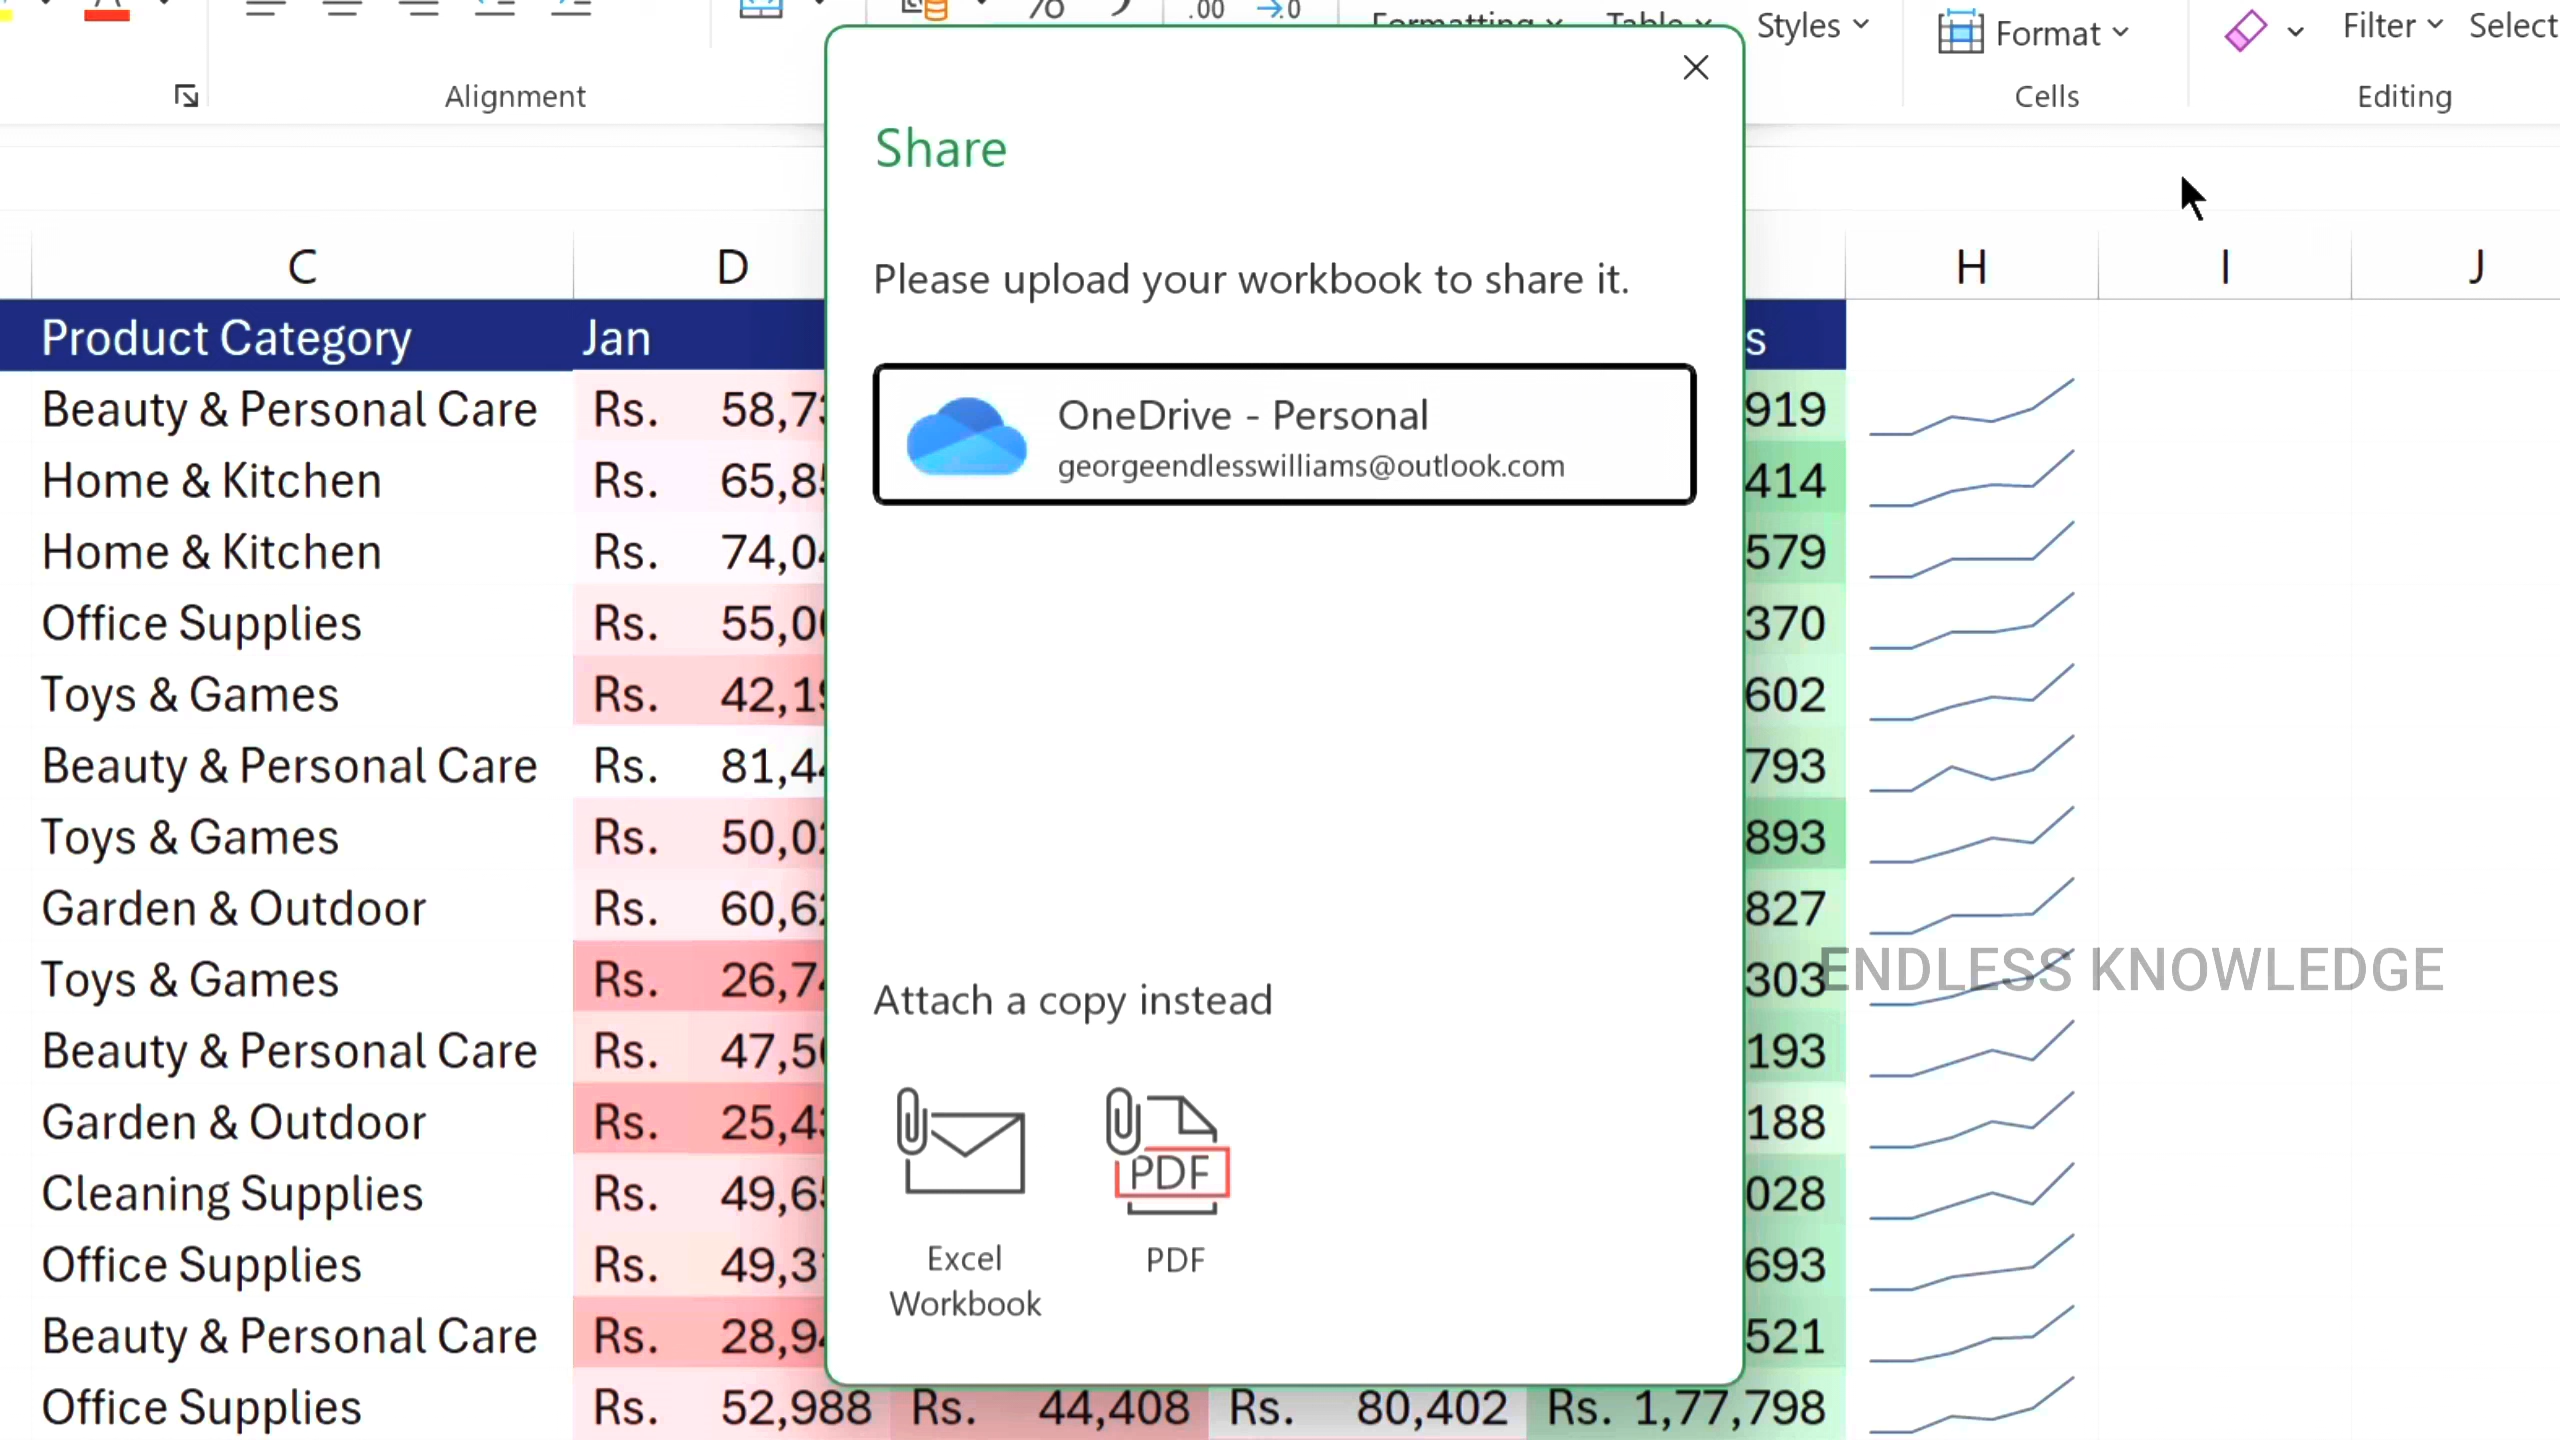 .00
Styles
Format
Filter
Select
Alignment
Cells
Editing
Share
Please upload your workbook to share it.
OneDrive - Personal
georgeendlesswilliams@outlook.com
Attach a copy instead
PDF
Excel
Workbook
PDF
C D H I J
Product Category Jan
Beauty & Personal Care Rs. 919
Home & Kitchen Rs. 414
Home & Kitchen Rs. 579
Office Supplies Rs. 370
Toys & Games Rs. 602
Beauty & Personal Care Rs. 793
Toys & Games Rs. 893
Garden & Outdoor Rs. 827
Toys & Games Rs. 303
ENDLESS KNOWLEDGE
Beauty & Personal Care Rs. 193
Garden & Outdoor Rs. 188
Cleaning Supplies Rs. 028
Office Supplies Rs. 693
Beauty & Personal Care Rs. 521
Office Supplies Rs. 52,988 Rs. 44,408 Rs. 80,402 Rs. 1,77,798